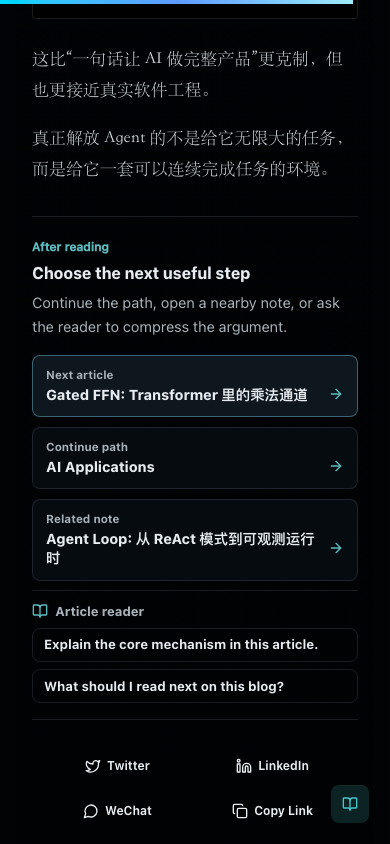 这比“一句话让 AI 做完整产品”更克制，但
也更接近真实软件工程。
真正解放 Agent 的不是给它无限大的任务，
而是给它一套可以连续完成任务的环境。
After reading
Choose the next useful step
Continue the path, open a nearby note, or ask
the reader to compress the argument.
Next article
Gated FFN: Transformer 里的乘法通道
Continue path
AI Applications
Related note
Agent Loop: 从 ReAct 模式到可观测运行
时
Article reader
Explain the core mechanism in this article.
What should I read next on this blog?
Twitter
LinkedIn
WeChat
Copy Link